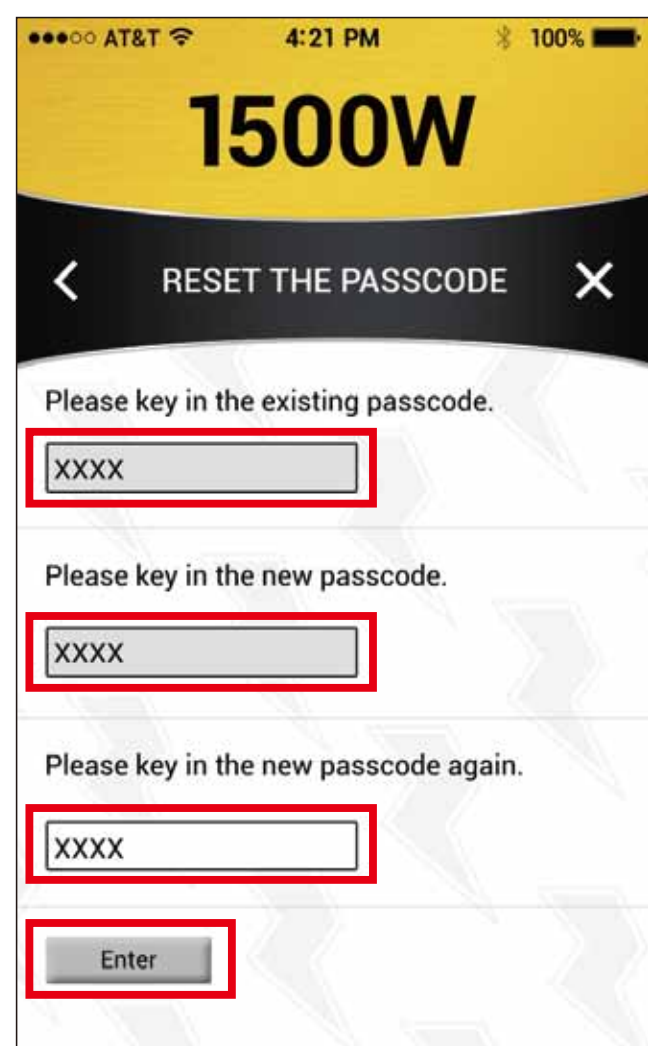 AT&T 4:21 PM 100%
1500W
RESET THE PASSCODE
Please key in the existing passcode.
XXXX
Please key in the new passcode.
XXXX
Please key in the new passcode again.
XXXX
Enter